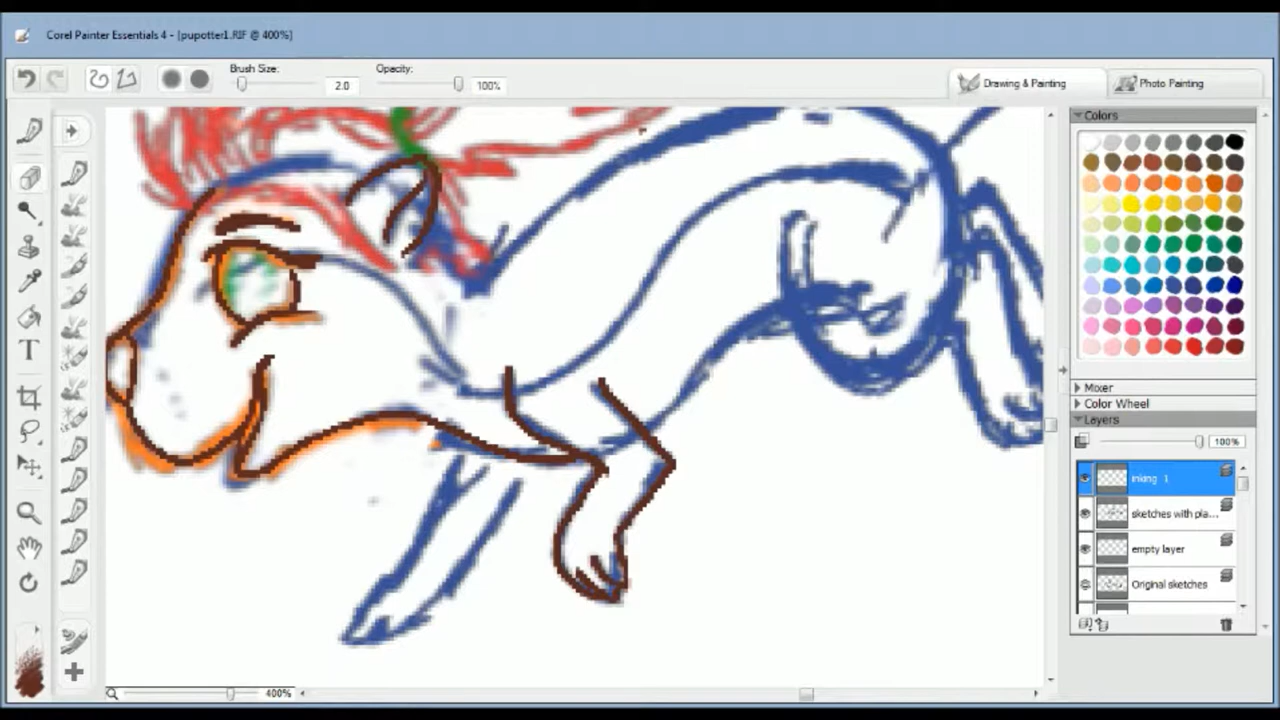 Corel Painter Essentials 4 - [pupotter1.RIF @ 400%]
Brush Size:
2.0
Opacity:
100%
Drawing & Painting
Photo Painting
Colors
Mixer
Color Wheel
Layers
100%
inking 1
sketches with pla...
empty layer
Original sketches
T
400%